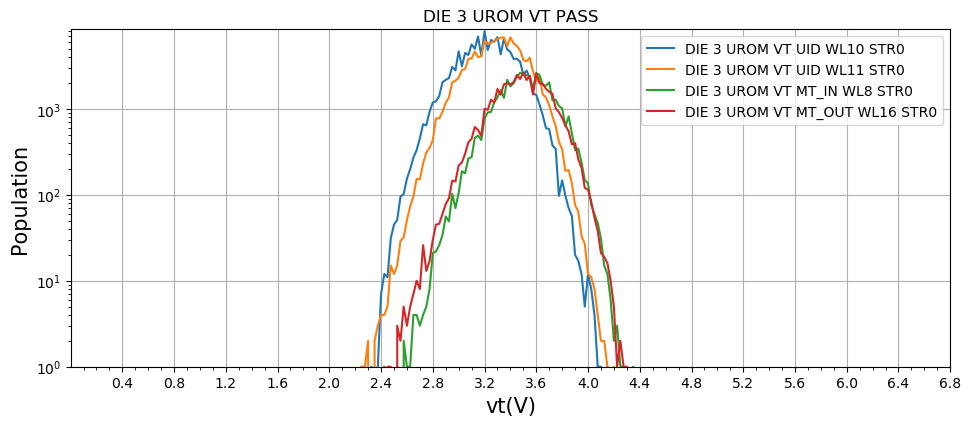 DIE 3 UROM VT PASS
DIE 3 UROM VT UID WL10 STR0
DIE 3 UROM VT UID WL11 STR0
DIE 3 UROM VT MT_IN WL8 STR0
DIE 3 UROM VT MT_OUT WL16 STR0
Population
10^3
10^2
10^1
10^0
0.4 0.8 1.2 1.6 2.0 2.4 2.8 3.2 3.6 4.0 4.4 4.8 5.2 5.6 6.0 6.4 6.8
vt(V)